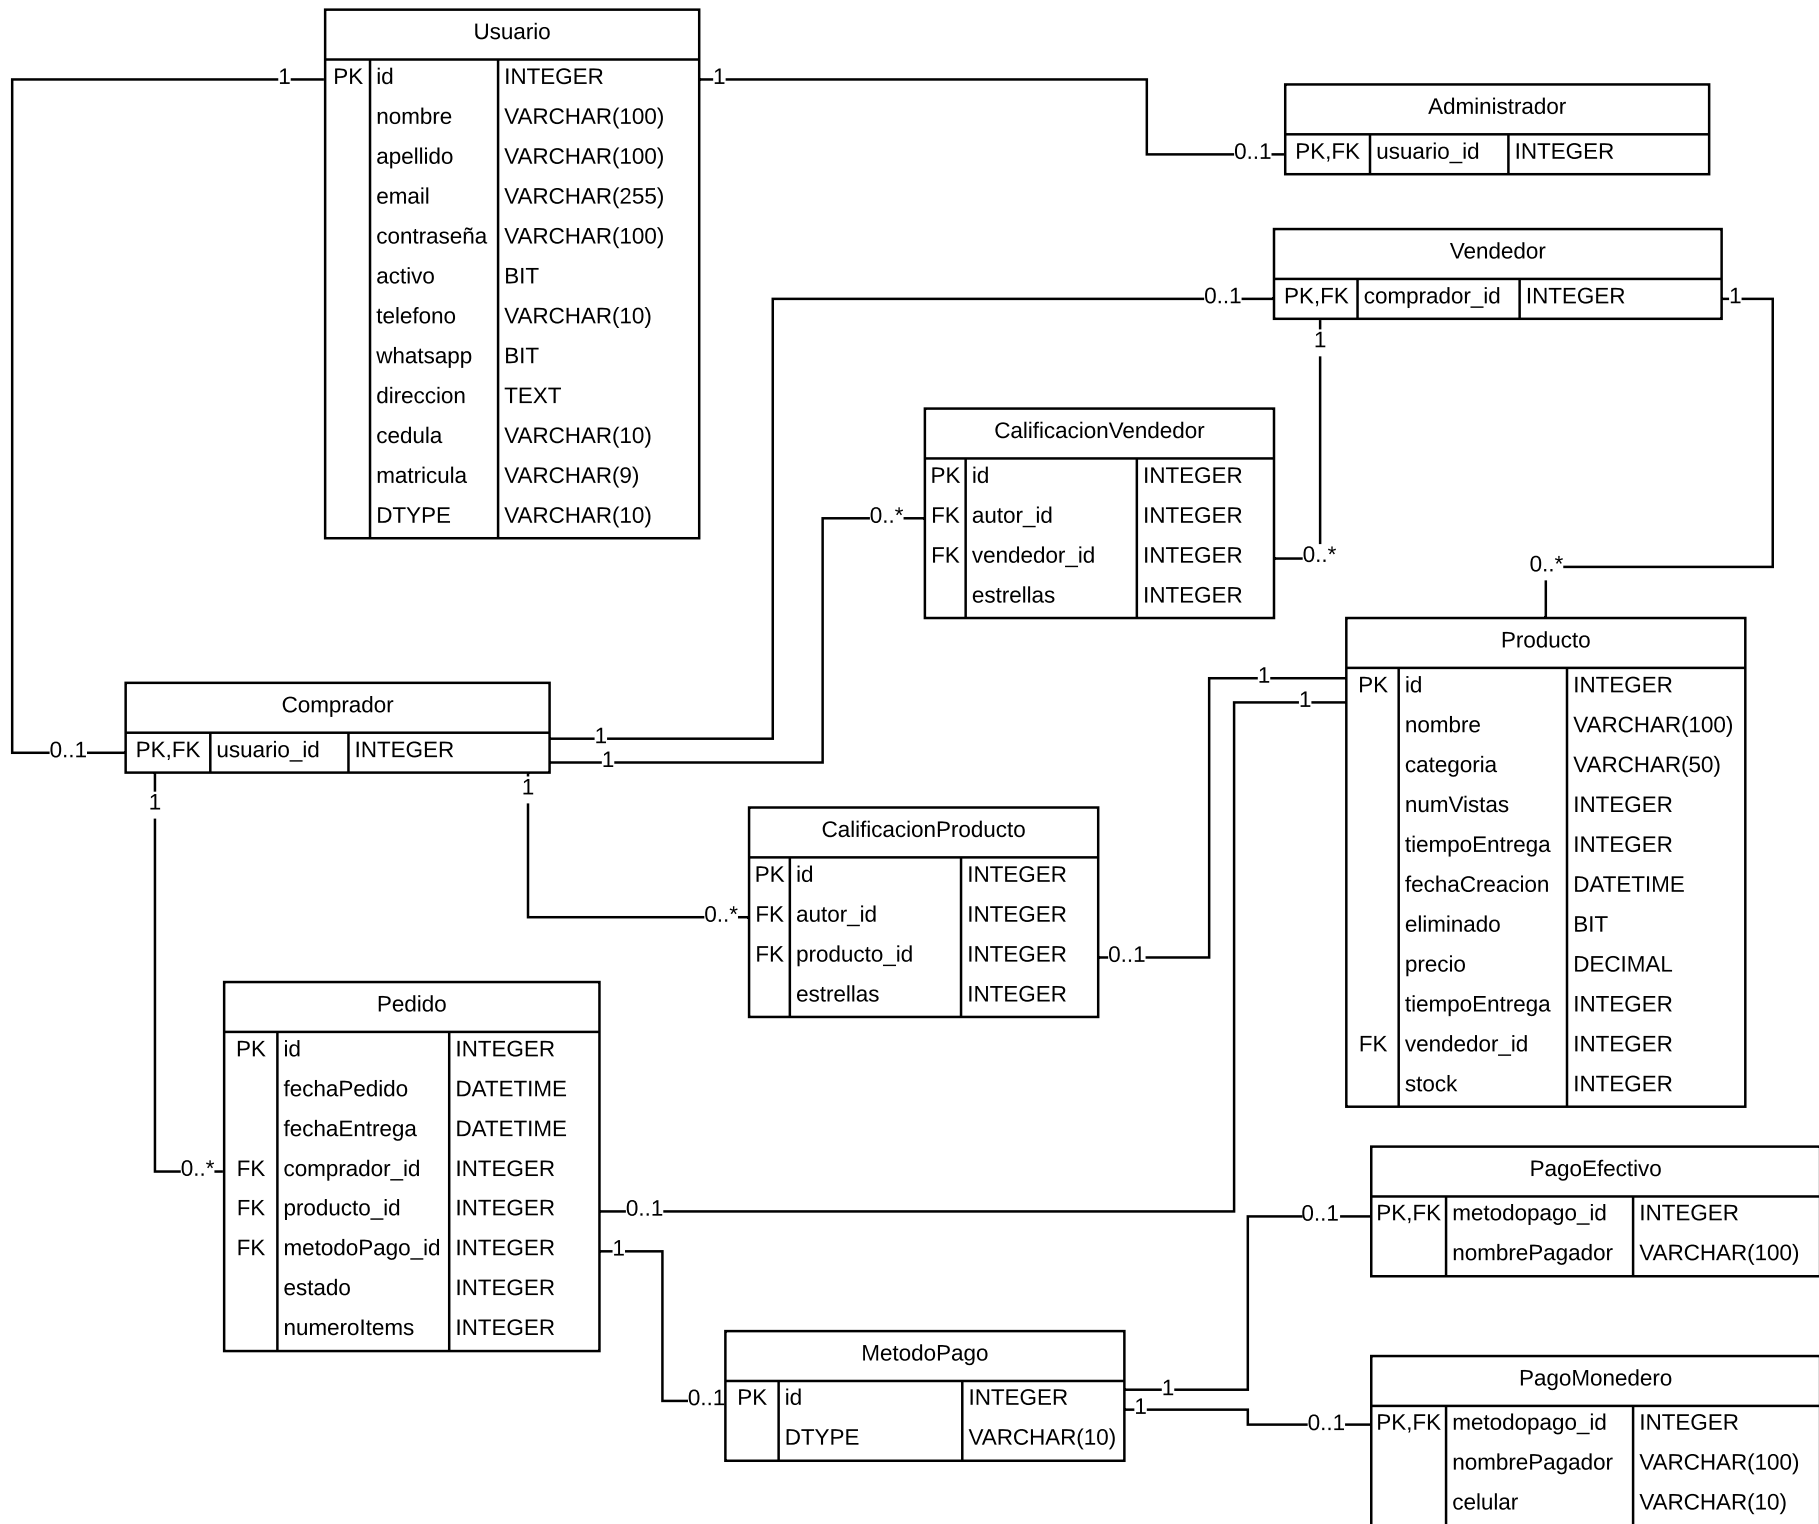 Usuario
1 PK id INTEGER 1
nombre VARCHAR(100)
apellido VARCHAR(100)
email VARCHAR(255)
contraseña VARCHAR(100)
activo BIT
telefono VARCHAR(10)
whatsapp BIT
direccion TEXT
cedula VARCHAR(10)
matricula VARCHAR(9)
DTYPE VARCHAR(10)
Administrador
0..1 PK,FK usuario_id INTEGER
Vendedor
0..1 PK,FK comprador_id INTEGER 1
1
CalificacionVendedor
PK id INTEGER
0..* FK autor_id INTEGER
FK vendedor_id INTEGER 0..*
estrellas INTEGER
0..*
Producto
1 PK id INTEGER
1
nombre VARCHAR(100)
categoria VARCHAR(50)
numVistas INTEGER
tiempoEntrega INTEGER
fechaCreacion DATETIME
eliminado BIT
precio DECIMAL
tiempoEntrega INTEGER
FK vendedor_id INTEGER
stock INTEGER
Comprador
0..1 PK,FK usuario_id INTEGER 1
1
1
1
CalificacionProducto
PK id INTEGER
0..* FK autor_id INTEGER
FK producto_id INTEGER 0..1
estrellas INTEGER
Pedido
PK id INTEGER
fechaPedido DATETIME
fechaEntrega DATETIME
0..* FK comprador_id INTEGER
FK producto_id INTEGER 0..1
FK metodoPago_id INTEGER 1
estado INTEGER
numeroItems INTEGER
MetodoPago
0..1 PK id INTEGER 1
1
DTYPE VARCHAR(10)
PagoEfectivo
0..1 PK,FK metodopago_id INTEGER
nombrePagador VARCHAR(100)
PagoMonedero
0..1 PK,FK metodopago_id INTEGER
nombrePagador VARCHAR(100)
celular VARCHAR(10)